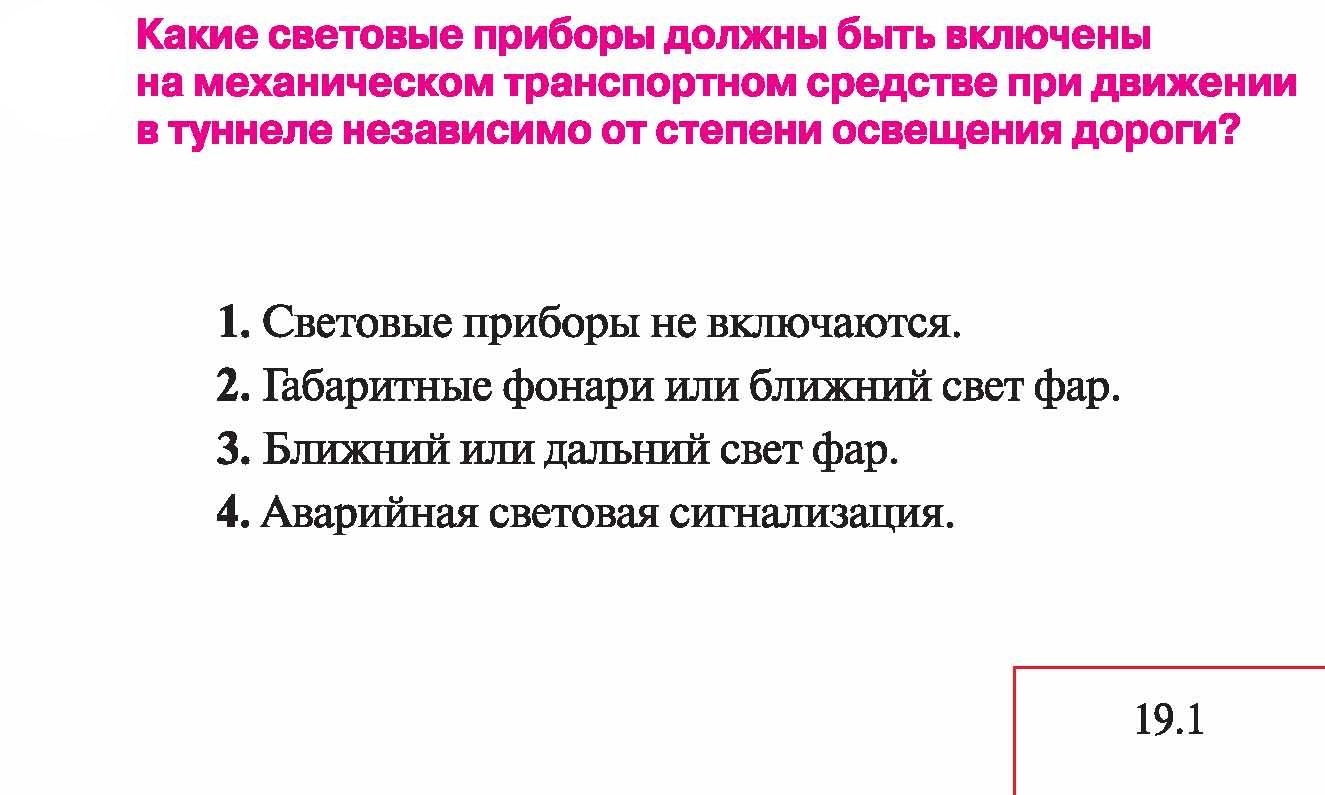 Какие световые приборы должны быть включены
на механическом транспортном средстве при движении
в туннеле независимо от степени освещения дороги?
1. Световые приборы не включаются.
2. Габаритные фонари или ближний свет фар.
3. Ближний или дальний свет фар.
4. Аварийная световая сигнализация.
19.1